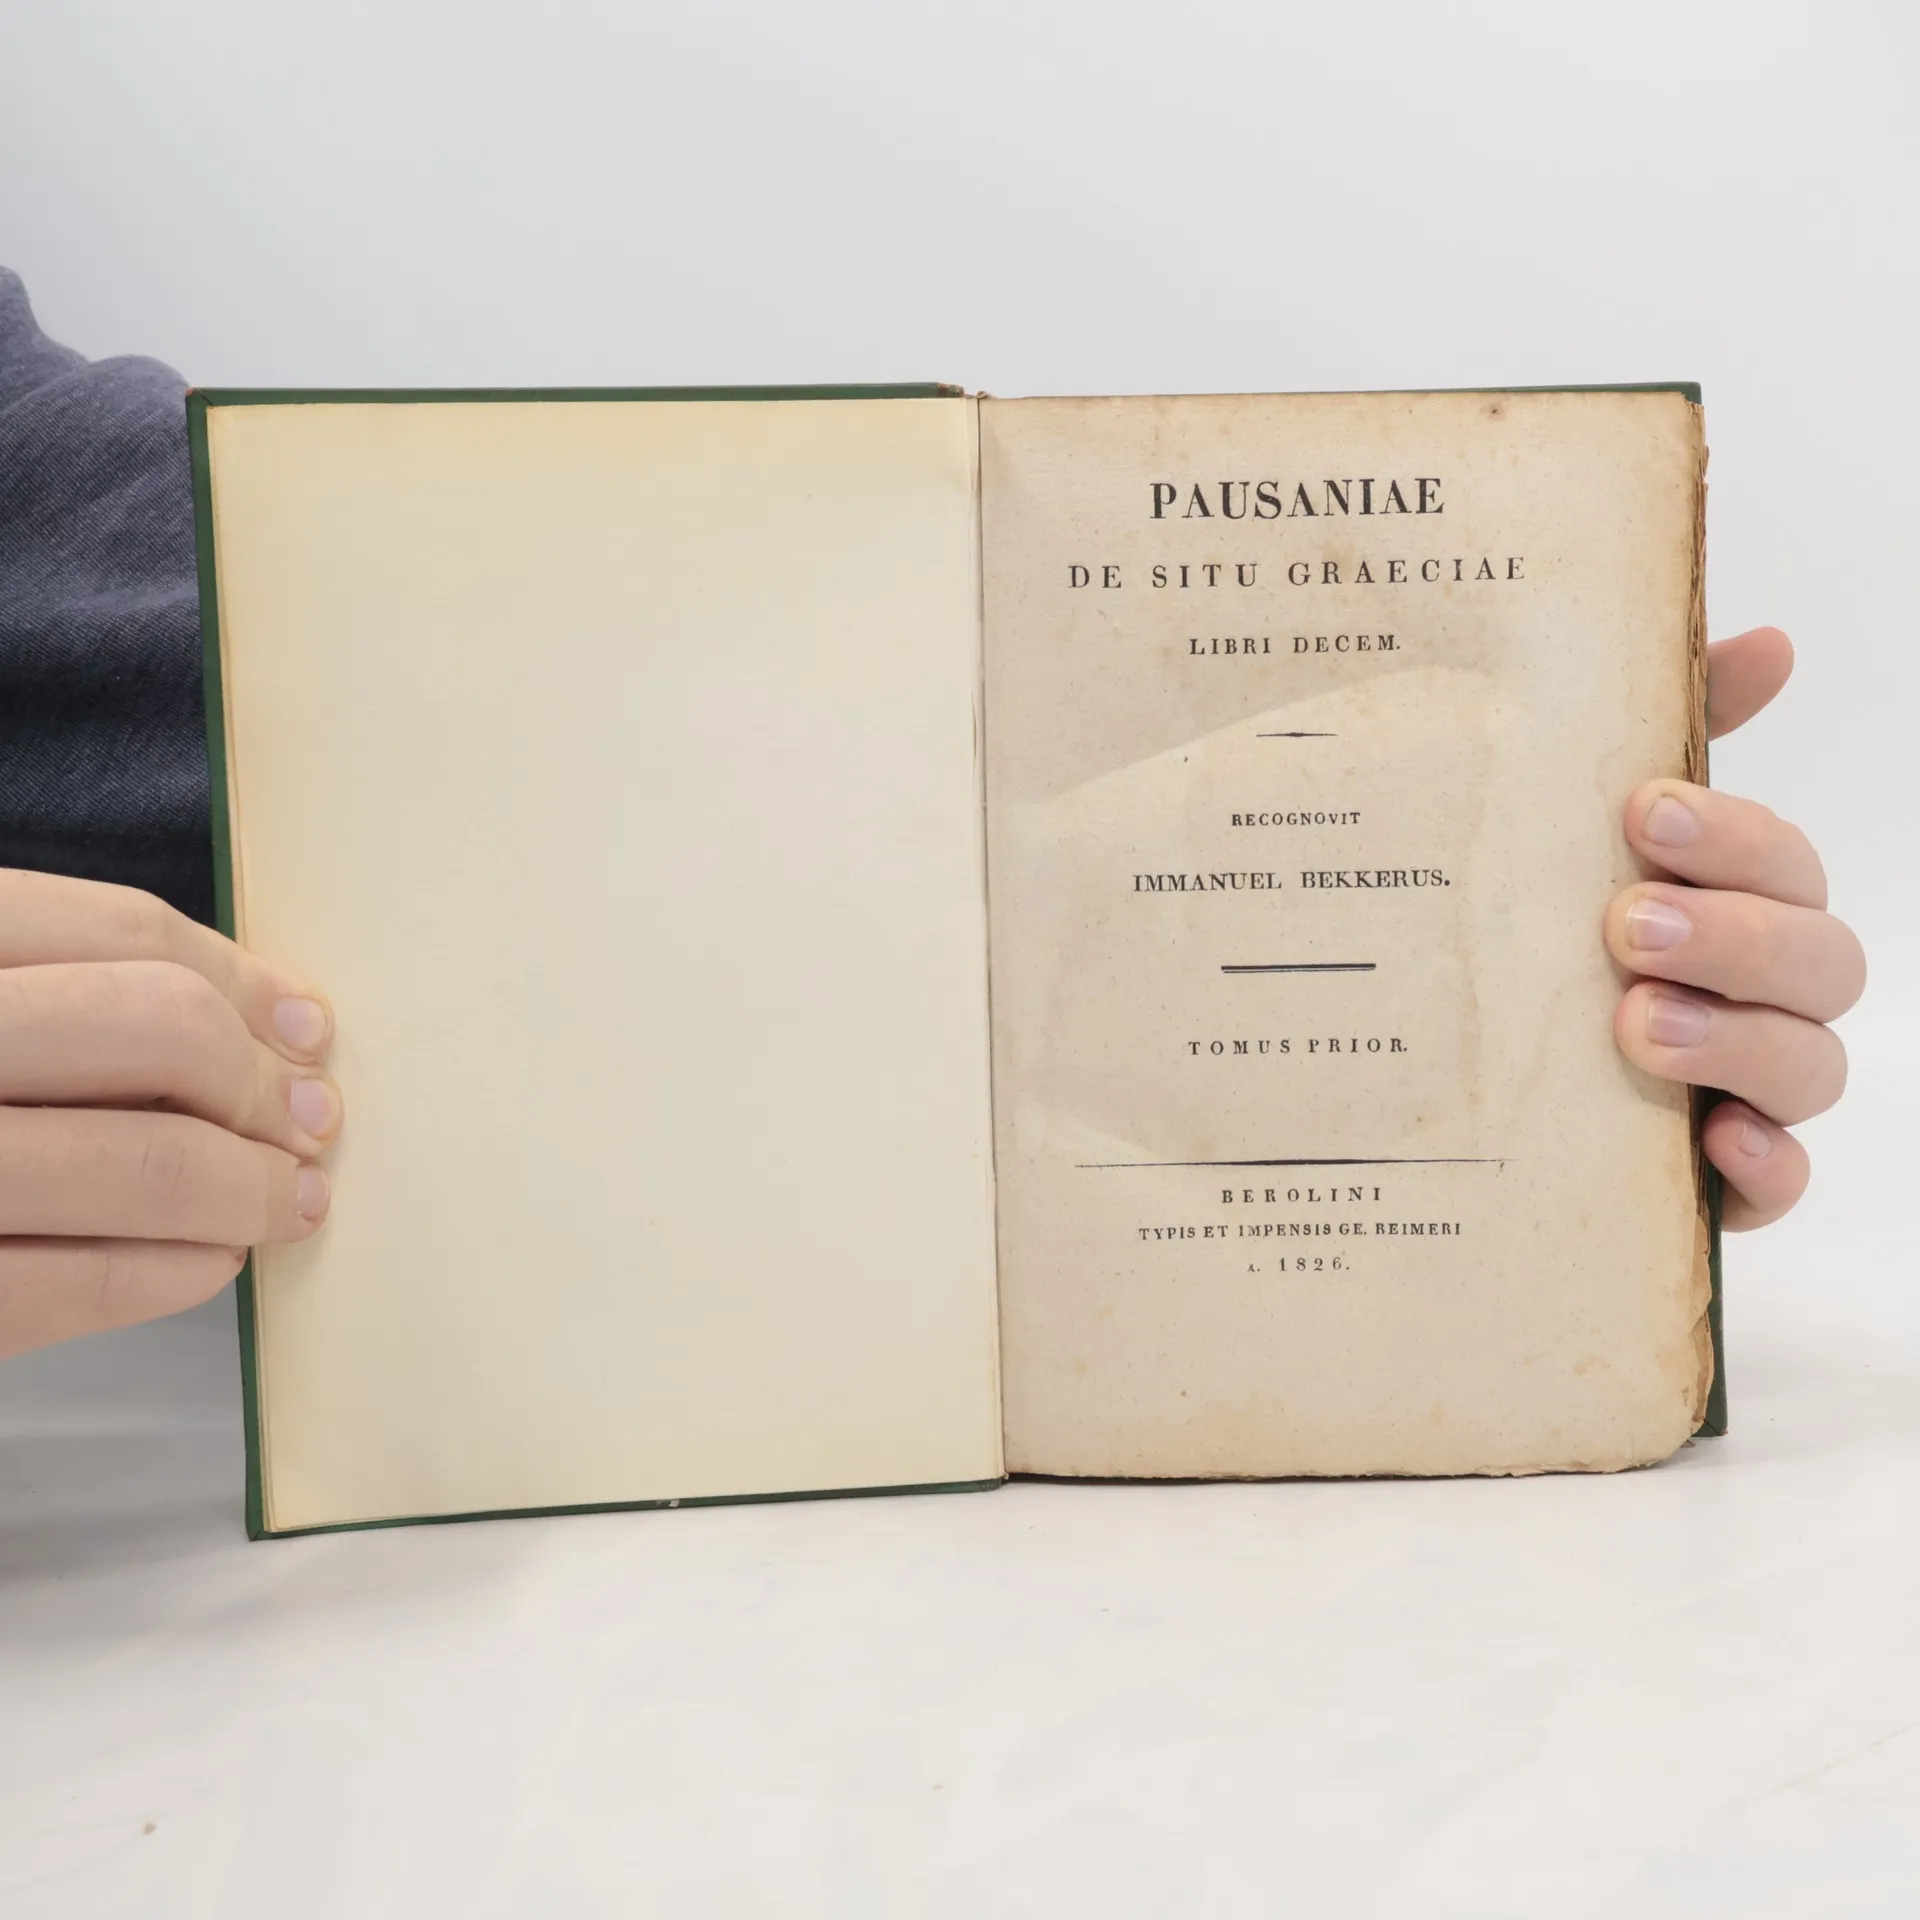 PAUSANIAE
DE SITU GRAECIAE
LIBRI DECEM.
RECOGNOVIT
IMMANUEL BEKKERUS.
TOMUS PRIOR.
BEROLINI
TYPIS ET IMPENSIS GE. REIMERI
A. 1826.